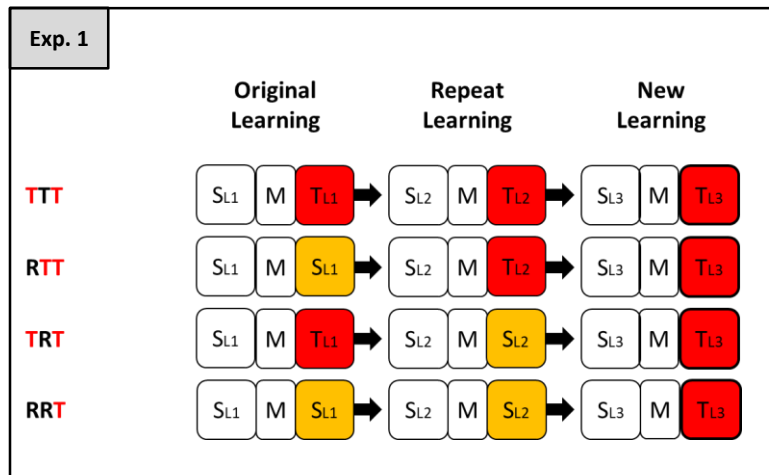 Exp. 1
Original Learning
Repeat Learning
New Learning
TTT SL1 M TL1 SL2 M TL2 SL3 M TL3
RTT SL1 M SL1 SL2 M TL2 SL3 M TL3
TRT SL1 M TL1 SL2 M SL2 SL3 M TL3
RRT SL1 M SL1 SL2 M SL2 SL3 M TL3